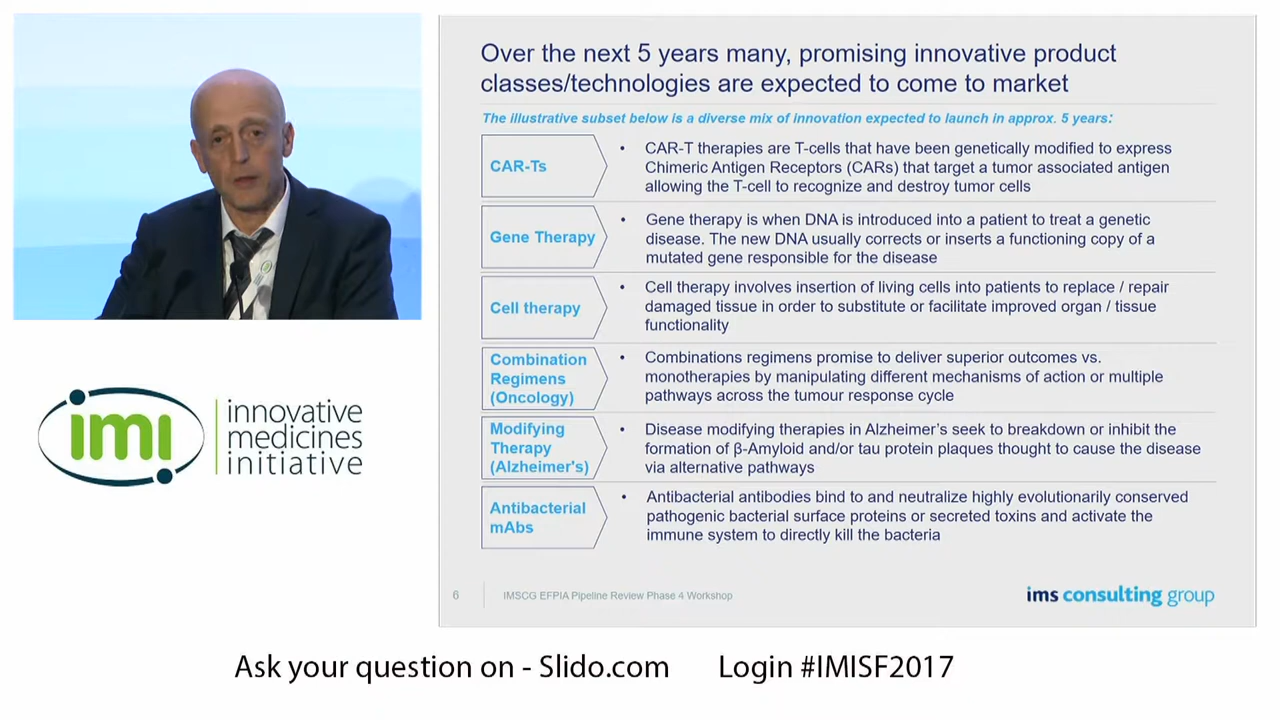 Over the next 5 years many, promising innovative product
classes/technologies are expected to come to market
The illustrative subset below is a diverse mix of innovation expected to launch in approx. 5 years:
CAR-Ts
• CAR-T therapies are T-cells that have been genetically modified to express
Chimeric Antigen Receptors (CARs) that target a tumor associated antigen
allowing the T-cell to recognize and destroy tumor cells
Gene Therapy
• Gene therapy is when DNA is introduced into a patient to treat a genetic
disease. The new DNA usually corrects or inserts a functioning copy of a
mutated gene responsible for the disease
Cell therapy
• Cell therapy involves insertion of living cells into patients to replace / repair
damaged tissue in order to substitute or facilitate improved organ / tissue
functionality
Combination
Regimens
(Oncology)
• Combinations regimens promise to deliver superior outcomes vs.
monotherapies by manipulating different mechanisms of action or multiple
pathways across the tumour response cycle
Modifying
Therapy
(Alzheimer's)
• Disease modifying therapies in Alzheimer's seek to breakdown or inhibit the
formation of β-Amyloid and/or tau protein plaques thought to cause the disease
via alternative pathways
Antibacterial
mAbs
• Antibacterial antibodies bind to and neutralize highly evolutionarily conserved
pathogenic bacterial surface proteins or secreted toxins and activate the
immune system to directly kill the bacteria
6
IMSCG EFPIA Pipeline Review Phase 4 Workshop
ims consulting group
imi
innovative
medicines
initiative
Ask your question on - Slido.com
Login #IMISF2017